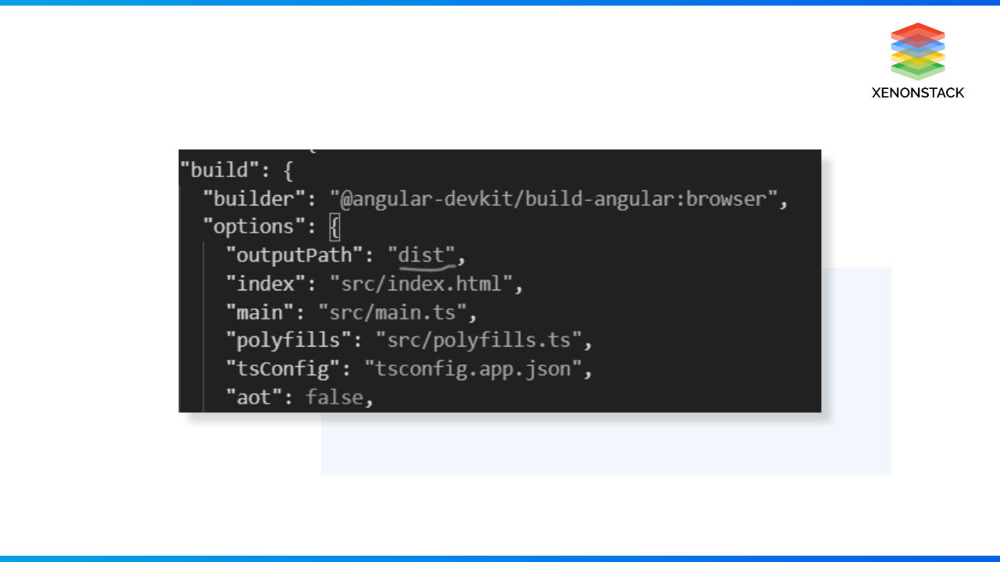 XENONSTACK
"build": {
"builder": "@angular-devkit/build-angular:browser",
"options": {
"outputPath": "dist",
"index": "src/index.html",
"main": "src/main.ts",
"polyfills": "src/polyfills.ts",
"tsConfig": "tsconfig.app.json",
"aot": false,